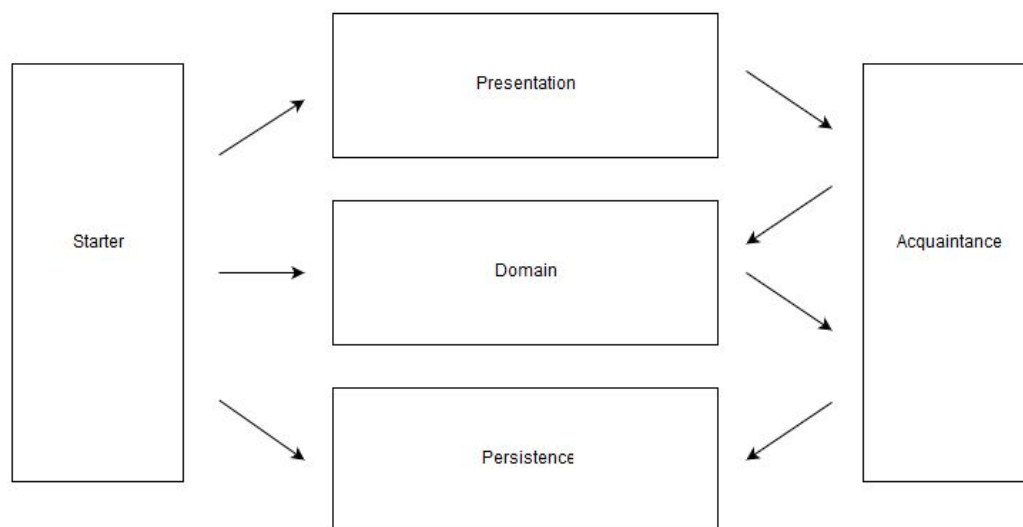 Presentation
Starter
Acquaintance
Domain
Persistence